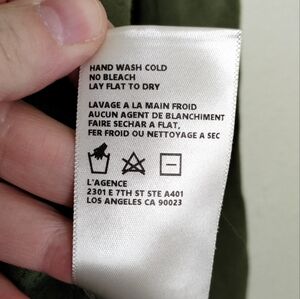 HAND WASH COLD
NO BLEACH
LAY FLAT TO DRY
LAVAGE A LA MAIN FROID
AUCUN AGENT DE BLANCHIMENT
FAIRE SECHAR A FLAT,
FER FROID OU NETTOYAGE A SEC
L'AGENCE
2301 E 7TH ST STE A401
LOS ANGELES CA 90023